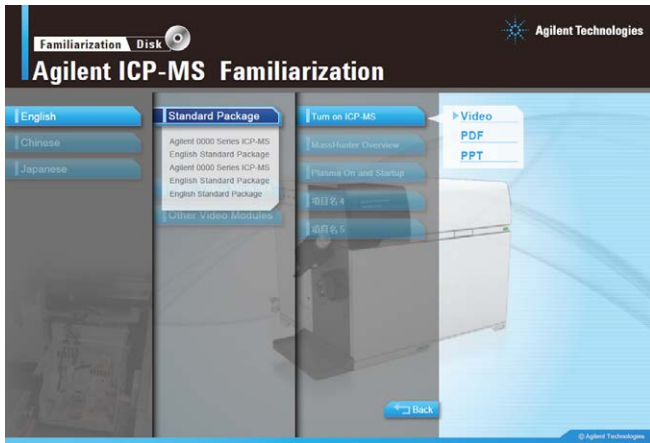 Familiarization Disk
Agilent ICP-MS Familiarization
Agilent Technologies
English
Chinese
Japanese
Standard Package
Agilent 0000 Series ICP-MS
English Standard Package
Agilent 0000 Series ICP-MS
English Standard Package
English Standard Package
Other Video Modules
Turn on ICP-MS
MassHunter Overview
Plasma On and Startup
项目名 4
项目名 5
Video
PDF
PPT
Back
© Agilent Technologies